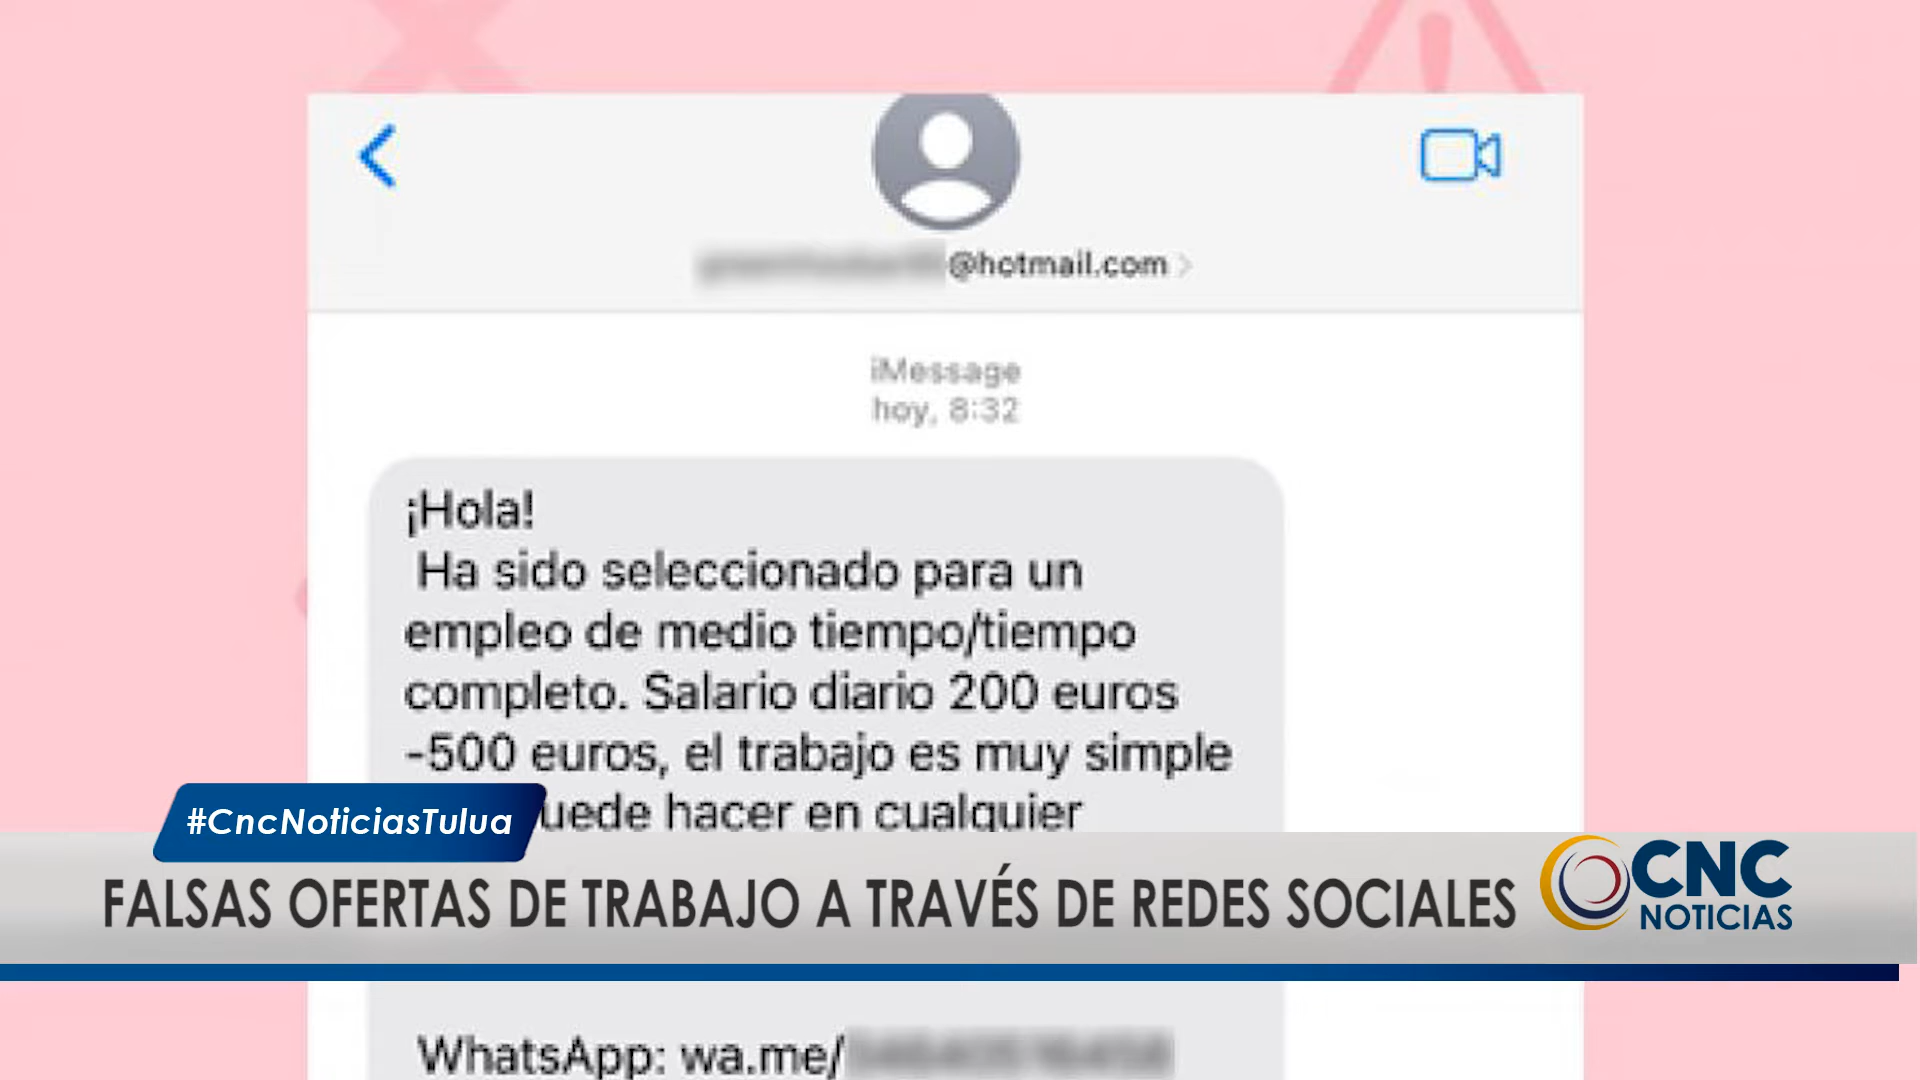 @hotmail.com
iMessage
hoy, 8:32
¡Hola!
Ha sido seleccionado para un
empleo de medio tiempo/tiempo
completo. Salario diario 200 euros
-500 euros, el trabajo es muy simple
hacer en cualquier
#CncNoticiasTulua
FALSAS OFERTAS DE TRABAJO A TRAVÉS DE REDES SOCIALES
CNC
NOTICIAS
WhatsApp: wa.me/